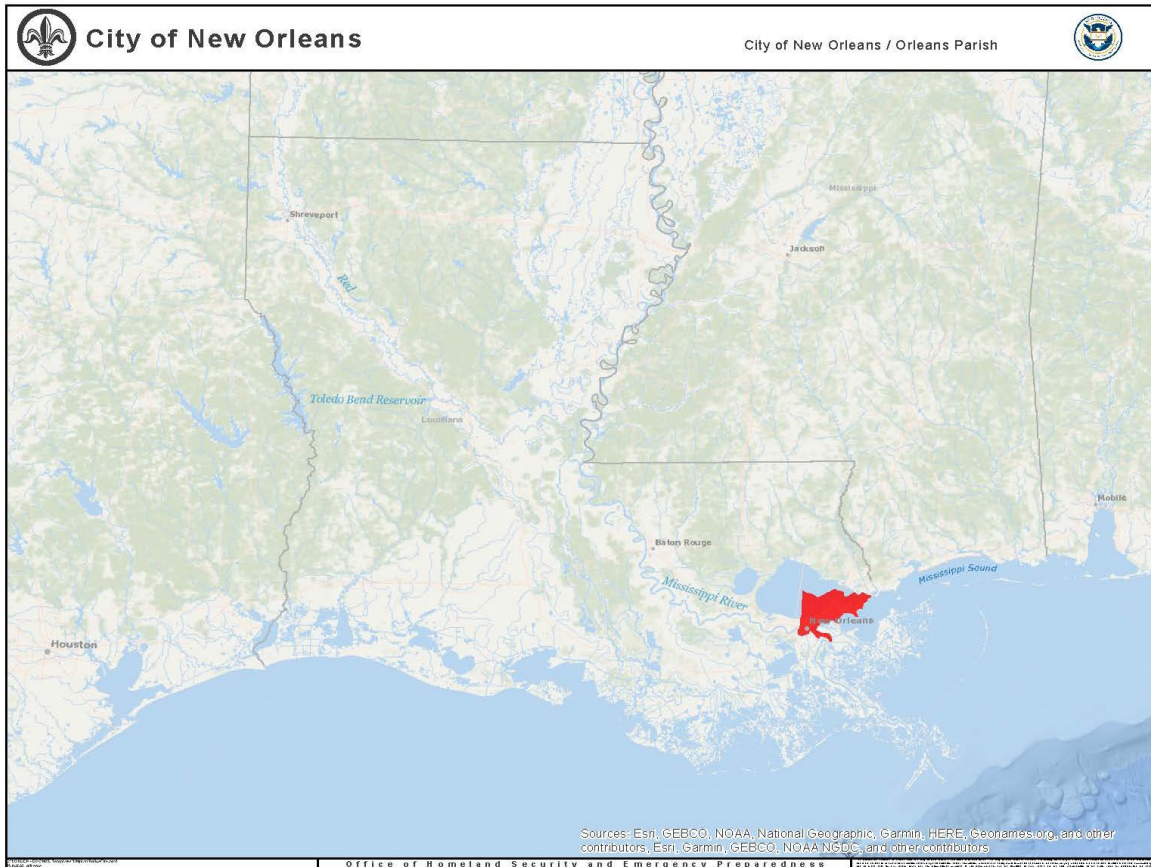 City of New Orleans
City of New Orleans / Orleans Parish
Mississippi
Shreveport
Jackson
Red
Toledo Bend Reservoir
Louisiana
Mobile
Baton Rouge
Mississippi Sound
Mississippi River
New Orleans
Houston
Sources: Esri, GEBCO, NOAA, National Geographic, Garmin, HERE, Geonames.org, and other
contributors, Esri, Garmin, GEBCO, NOAA NGDC, and other contributors
Office of Homeland Security and Emergency Preparedness